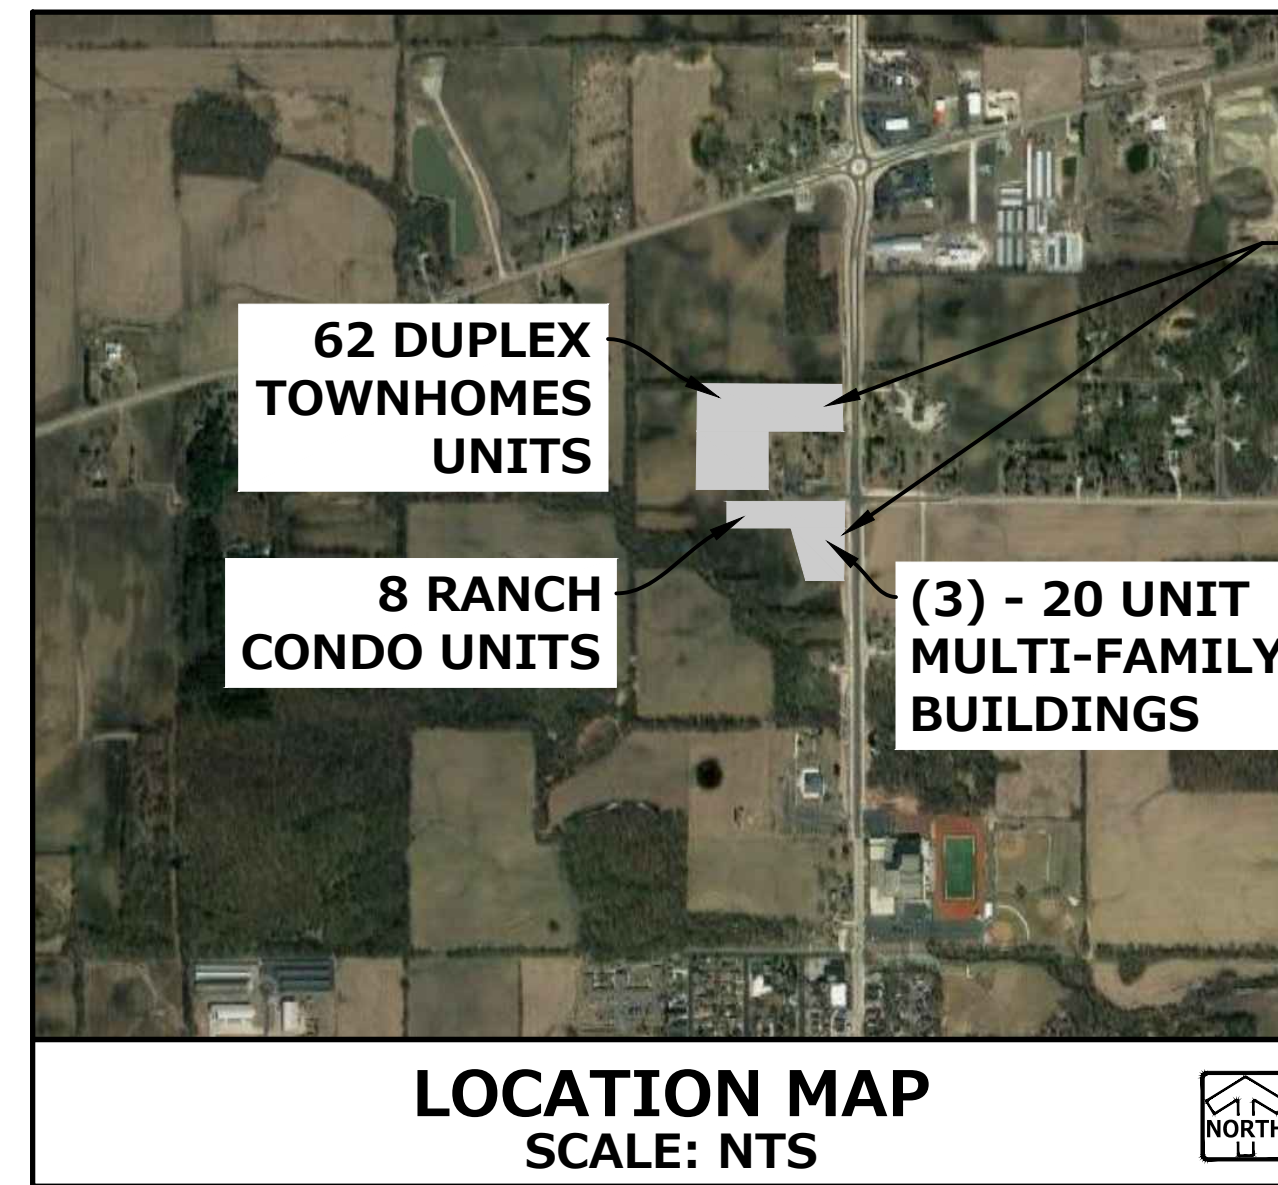 62 DUPLEX
TOWNHOMES
UNITS
8 RANCH
CONDO UNITS
(3) - 20 UNIT
MULTI-FAMILY
BUILDINGS
LOCATION MAP
SCALE: NTS
NORTH